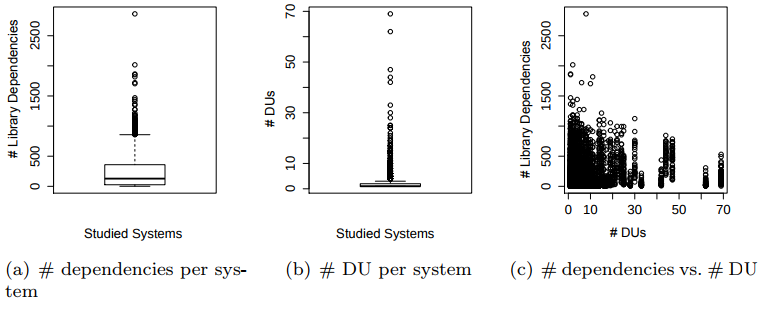 # Library Dependencies
0 500 1500 2500
Studied Systems
(a) # dependencies per sys-
tem
# DUs
0 10 30 50 70
Studied Systems
(b) # DU per system
# Library Dependencies
0 500 1500 2500
0 10 30 50 70
# DUs
(c) # dependencies vs. # DU